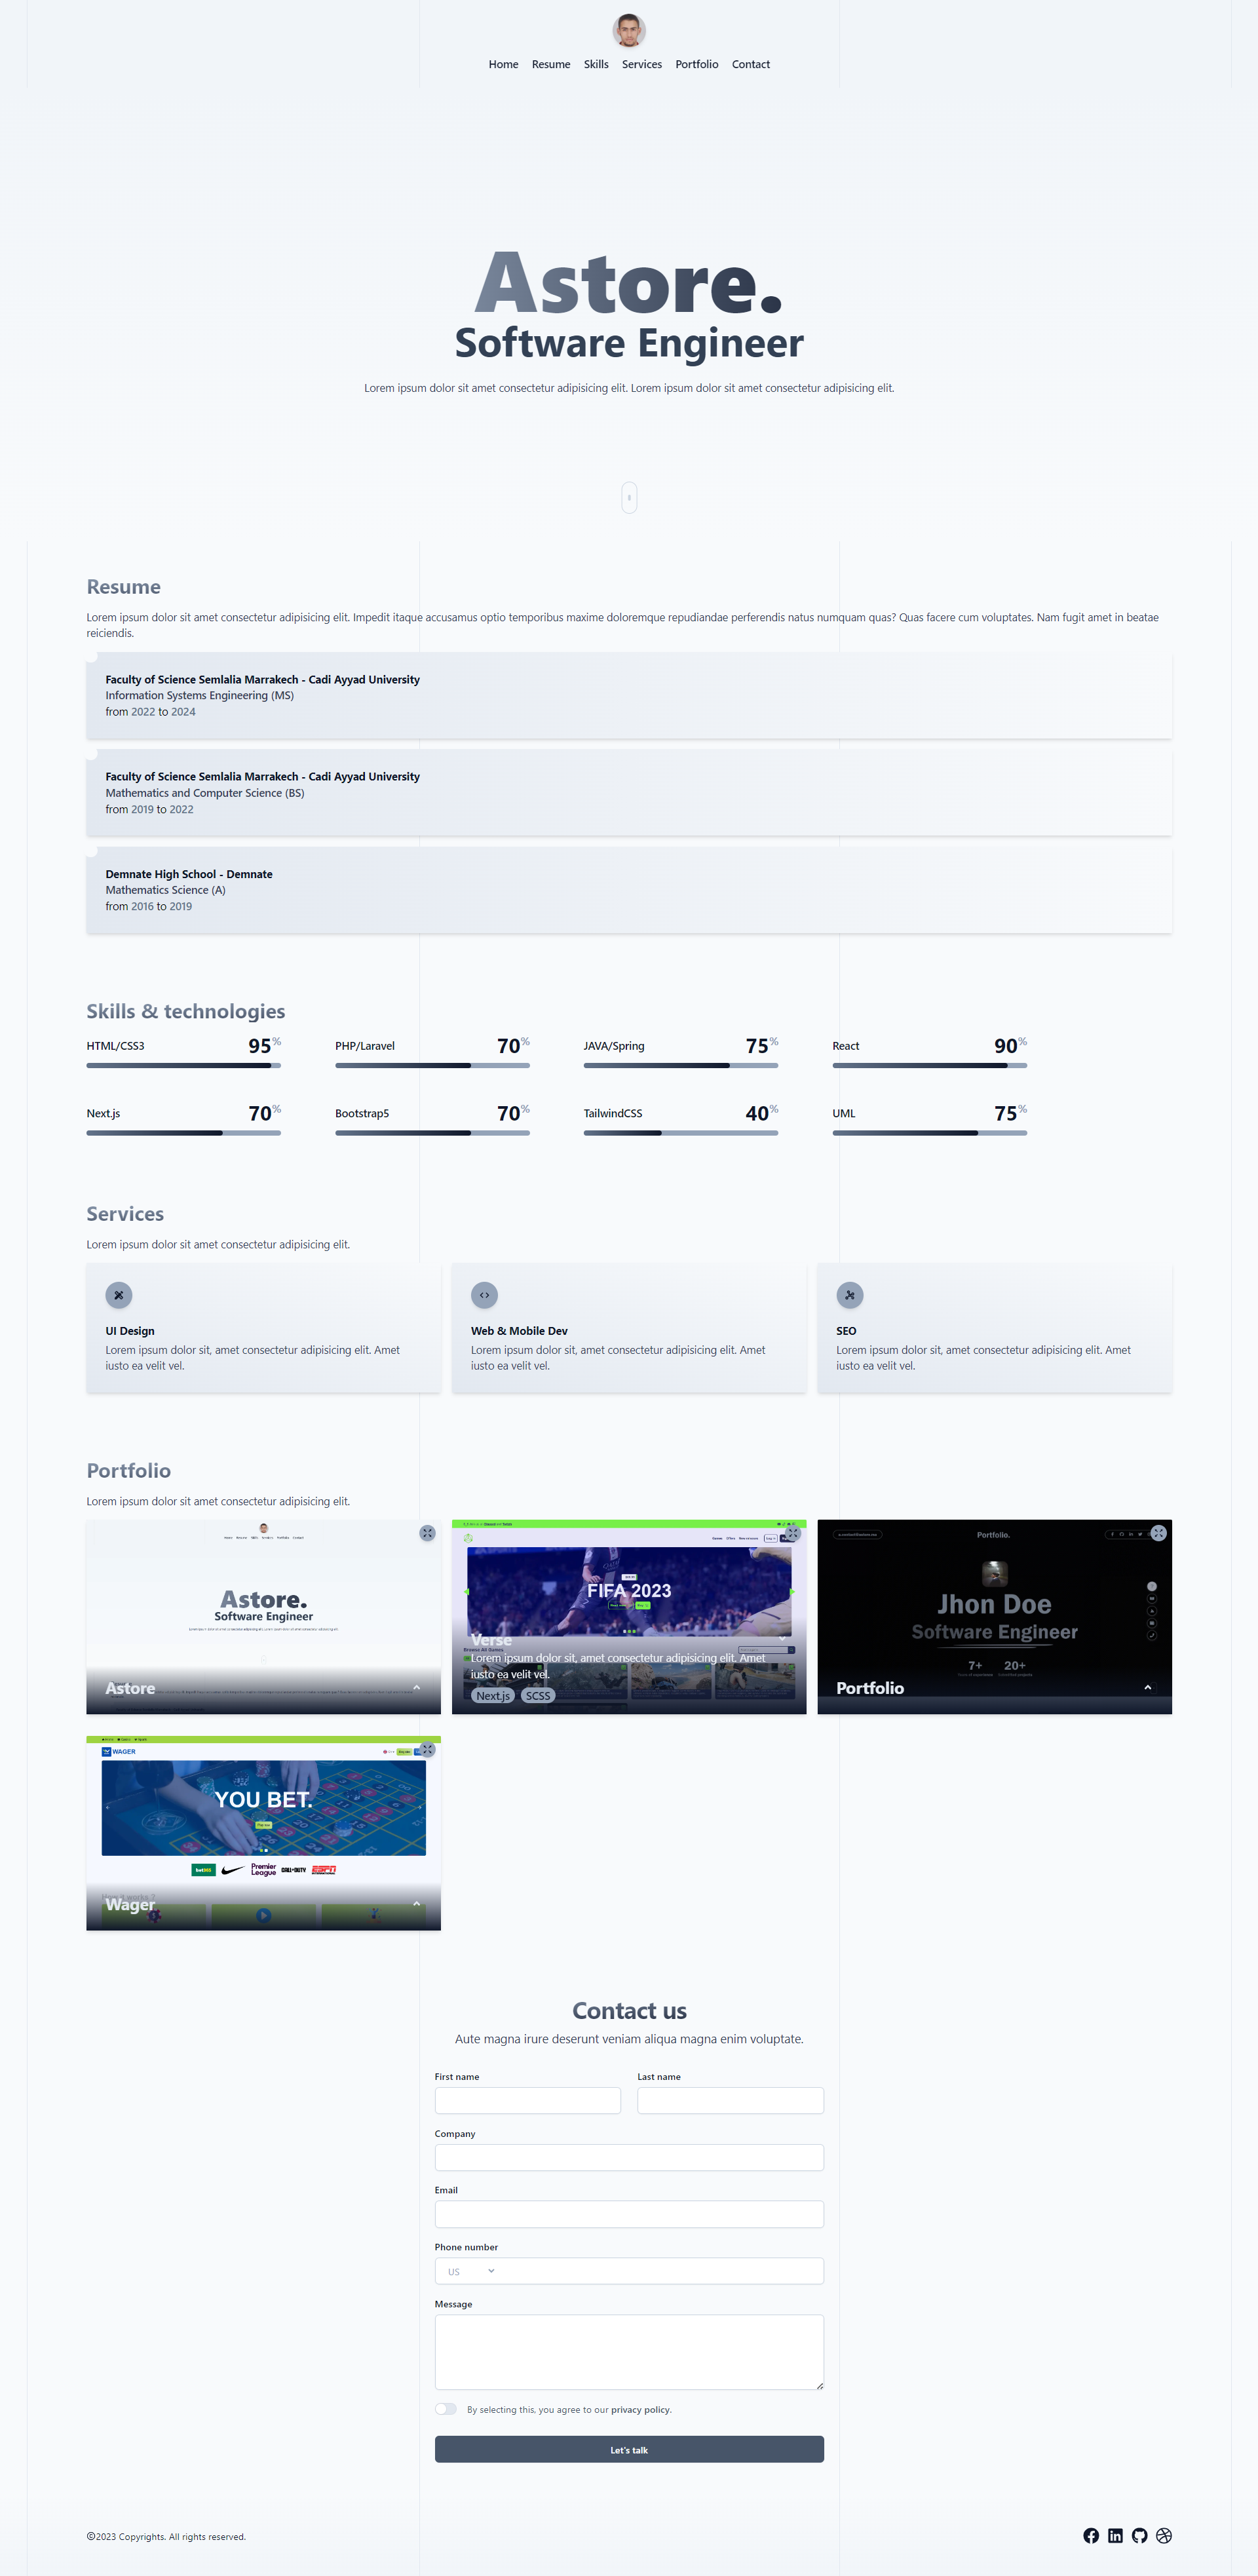 Home Resume Skills Services Portfolio Contact
Astore.
Software Engineer
Lorem ipsum dolor sit amet consectetur adipisicing elit. Lorem ipsum dolor sit amet consectetur adipisicing elit.
Resume
Lorem ipsum dolor sit amet consectetur adipisicing elit. Impedit itaque accusamus optio temporibus maxime doloremque repudiandae perferendis natus numquam quas? Quas facere cum voluptates. Nam fugit amet in beatae
reiciendis.
Faculty of Science Semlalia Marrakech - Cadi Ayyad University
Information Systems Engineering (MS)
from 2022 to 2024
Faculty of Science Semlalia Marrakech - Cadi Ayyad University
Mathematics and Computer Science (BS)
from 2019 to 2022
Demnate High School - Demnate
Mathematics Science (A)
from 2016 to 2019
Skills & technologies
HTML/CSS3 95% PHP/Laravel 70% JAVA/Spring 75% React 90%
Next.js 70% Bootstrap5 70% TailwindCSS 40% UML 75%
Services
Lorem ipsum dolor sit amet consectetur adipisicing elit.
UI Design
Lorem ipsum dolor sit, amet consectetur adipisicing elit. Amet
iusto ea velit vel.
Web & Mobile Dev
Lorem ipsum dolor sit, amet consectetur adipisicing elit. Amet
iusto ea velit vel.
SEO
Lorem ipsum dolor sit, amet consectetur adipisicing elit. Amet
iusto ea velit vel.
Portfolio
Lorem ipsum dolor sit amet consectetur adipisicing elit.
Astore.
Software Engineer
Astore
FIFA 2023
Verse
Lorem ipsum dolor sit, amet consectetur adipisicing elit. Amet
iusto ea velit vel.
Next.js SCSS
Portfolio.
Jhon Doe
Software Engineer
7+ 20+
Portfolio
WAGER
YOU BET.
bet365 Premier League CALL OF DUTY ESPN
Wager
Contact us
Aute magna irure deserunt veniam aliqua magna enim voluptate.
First name Last name
Company
Email
Phone number
US
Message
By selecting this, you agree to our privacy policy.
Let's talk
©2023 Copyrights. All rights reserved.